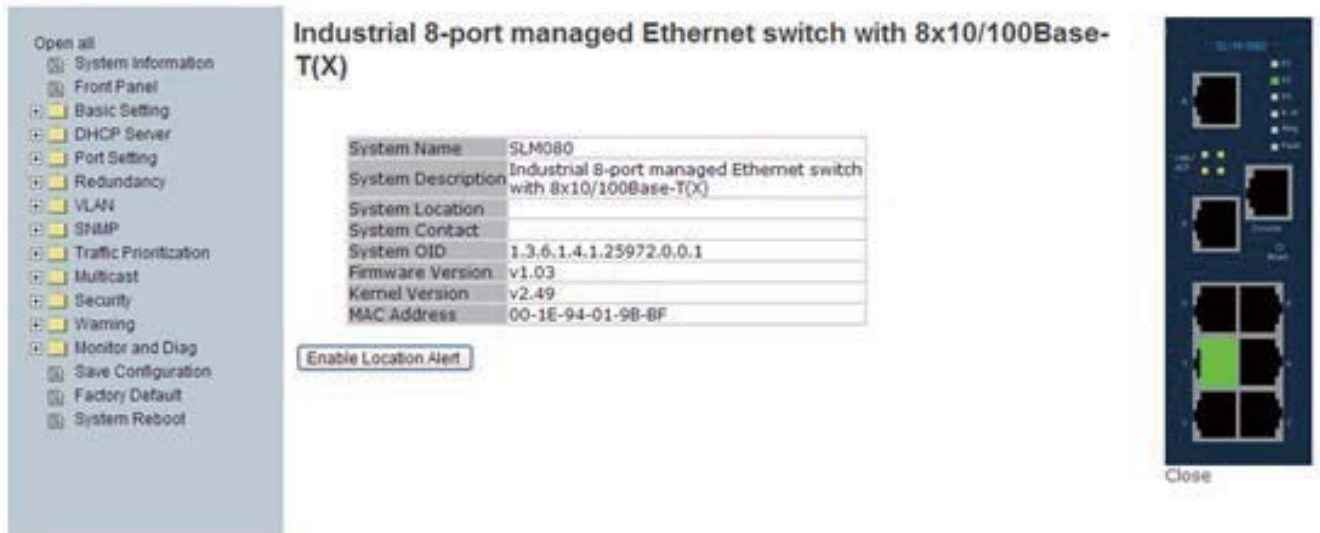 Open all
System Information
Front Panel
Basic Setting
DHCP Server
Port Setting
Redundancy
VLAN
SNMP
Traffic Prioritization
Multicast
Security
Warning
Monitor and Diag
Save Configuration
Factory Default
System Reboot
Industrial 8-port managed Ethernet switch with 8x10/100Base-
T(X)
System Name SLM080
System Description Industrial 8-port managed Ethernet switch
with 8x10/100Base-T(X)
System Location
System Contact
System OID 1.3.6.1.4.1.25972.0.0.1
Firmware Version v1.03
Kernel Version v2.49
MAC Address 00-1E-94-01-9B-BF
Enable Location Alert
Console
Close